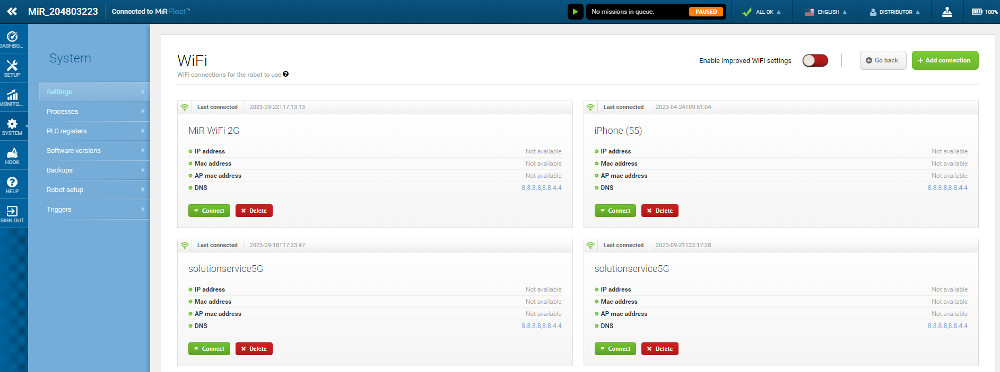 MiR_204803223
Connected to MiRFleet™
No missions in queue.
PAUSED
ALL OK
ENGLISH
DISTRIBUTOR
100%
DASHBO...
SETUP
MONITO...
SYSTEM
HOOK
HELP
SIGN OUT
System
Settings
Processes
PLC registers
Software versions
Backups
Robot setup
Triggers
WiFi
WiFi connections for the robot to use
Enable improved WiFi settings
Go back
Add connection
Last connected 2023-09-22T17:13:13
MiR WiFi 2G
IP address Not available
Mac address Not available
AP mac address Not available
DNS 8.8.8.8,8.8.4.4
Connect Delete
Last connected 2023-04-24T09:51:04
iPhone (55)
IP address Not available
Mac address Not available
AP mac address Not available
DNS 8.8.8.8,8.8.4.4
Connect Delete
Last connected 2023-09-18T17:23:47
solutionservice5G
IP address Not available
Mac address Not available
AP mac address Not available
DNS 8.8.8.8,8.8.4.4
Connect Delete
Last connected 2023-09-21T22:17:28
solutionservice5G
IP address Not available
Mac address Not available
AP mac address Not available
DNS 8.8.8.8,8.8.4.4
Connect Delete